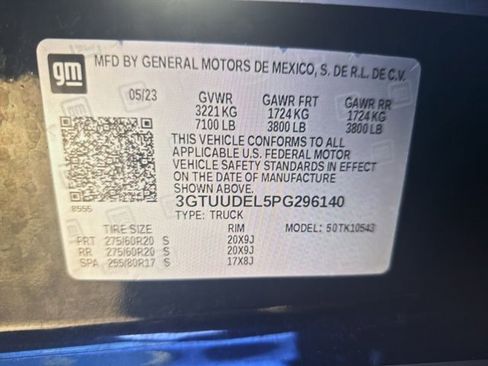 gm
MFD BY GENERAL MOTORS DE MEXICO, S. DE R.L. DE C.V.
05/23 GVWR GAWR FRT GAWR RR
3221 KG 1724 KG 1724 KG
7100 LB 3800 LB 3800 LB
THIS VEHICLE CONFORMS TO ALL
APPLICABLE U.S. FEDERAL MOTOR
VEHICLE SAFETY STANDARDS IN EFFECT
ON THE DATE OF MANUFACTURE
SHOWN ABOVE.
8555
3GTUUDEL5PG296140
TYPE: TRUCK
TIRE SIZE RIM MODEL: 50TK10543
FRT 275/60R20 S 20X9J
RR 275/60R20 S 20X9J
SPA 255/80R17 S 17X8J